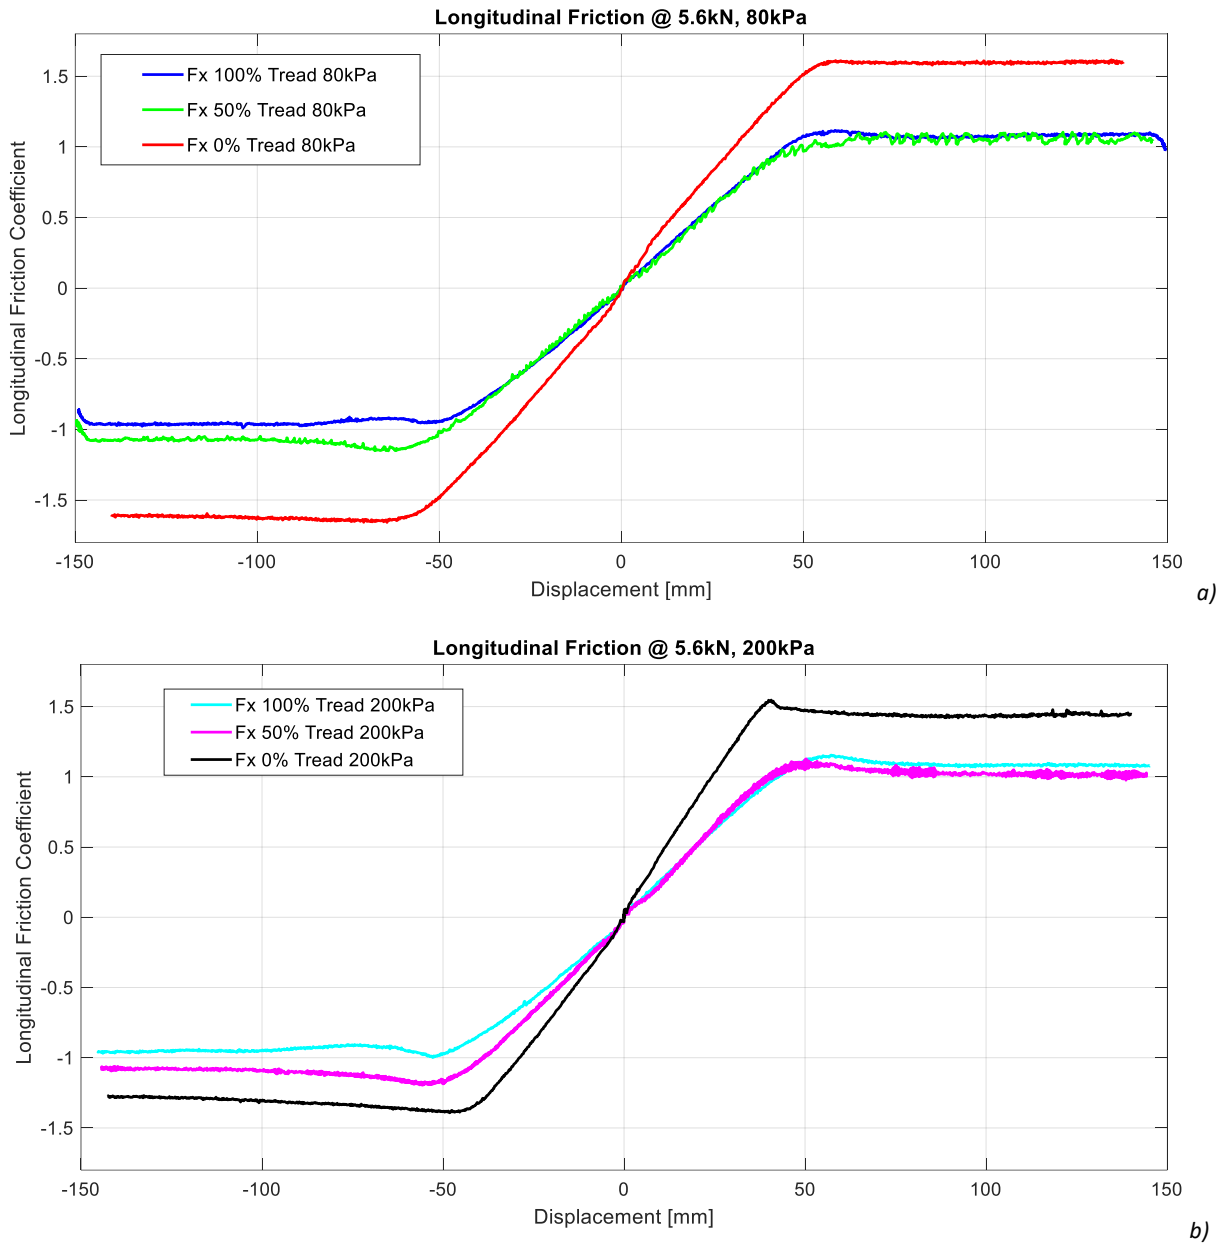 Longitudinal Friction @ 5.6kN, 80kPa
Fx 100% Tread 80kPa
Fx 50% Tread 80kPa
Fx 0% Tread 80kPa
Longitudinal Friction Coefficient
1.5
1
0.5
0
-0.5
-1
-1.5
-150 -100 -50 0 50 100 150
Displacement [mm]
a)
Longitudinal Friction @ 5.6kN, 200kPa
Fx 100% Tread 200kPa
Fx 50% Tread 200kPa
Fx 0% Tread 200kPa
Longitudinal Friction Coefficient
1.5
1
0.5
0
-0.5
-1
-1.5
-150 -100 -50 0 50 100 150
Displacement [mm]
b)